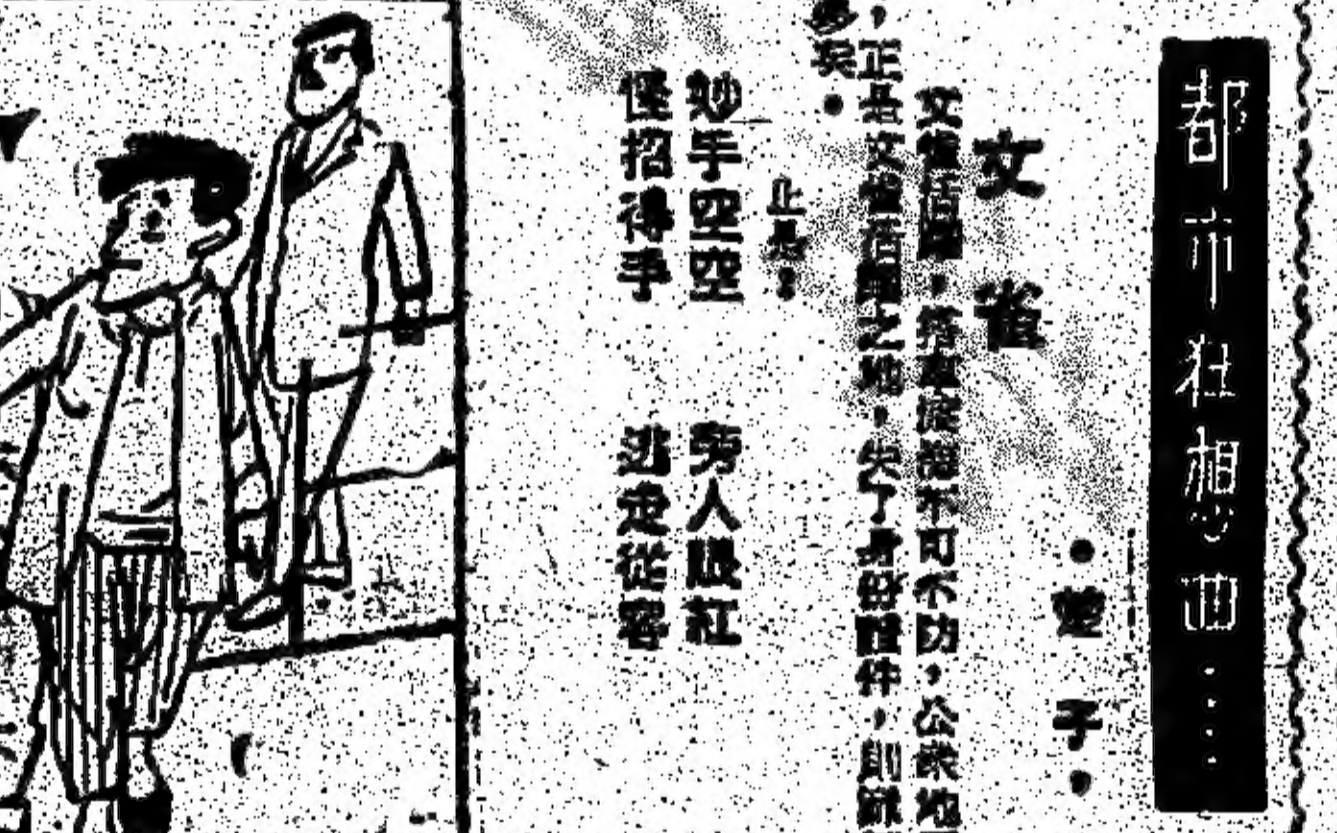 都市狂想曲····
●楚子，
文雀
文雀活躍，搭車搭船不可不防，公衆地
，正是文雀活躍之地，失了身份證件，則麻
多矣●
正是：
妙手空空　旁人眼紅
怪招得手　逃走從容